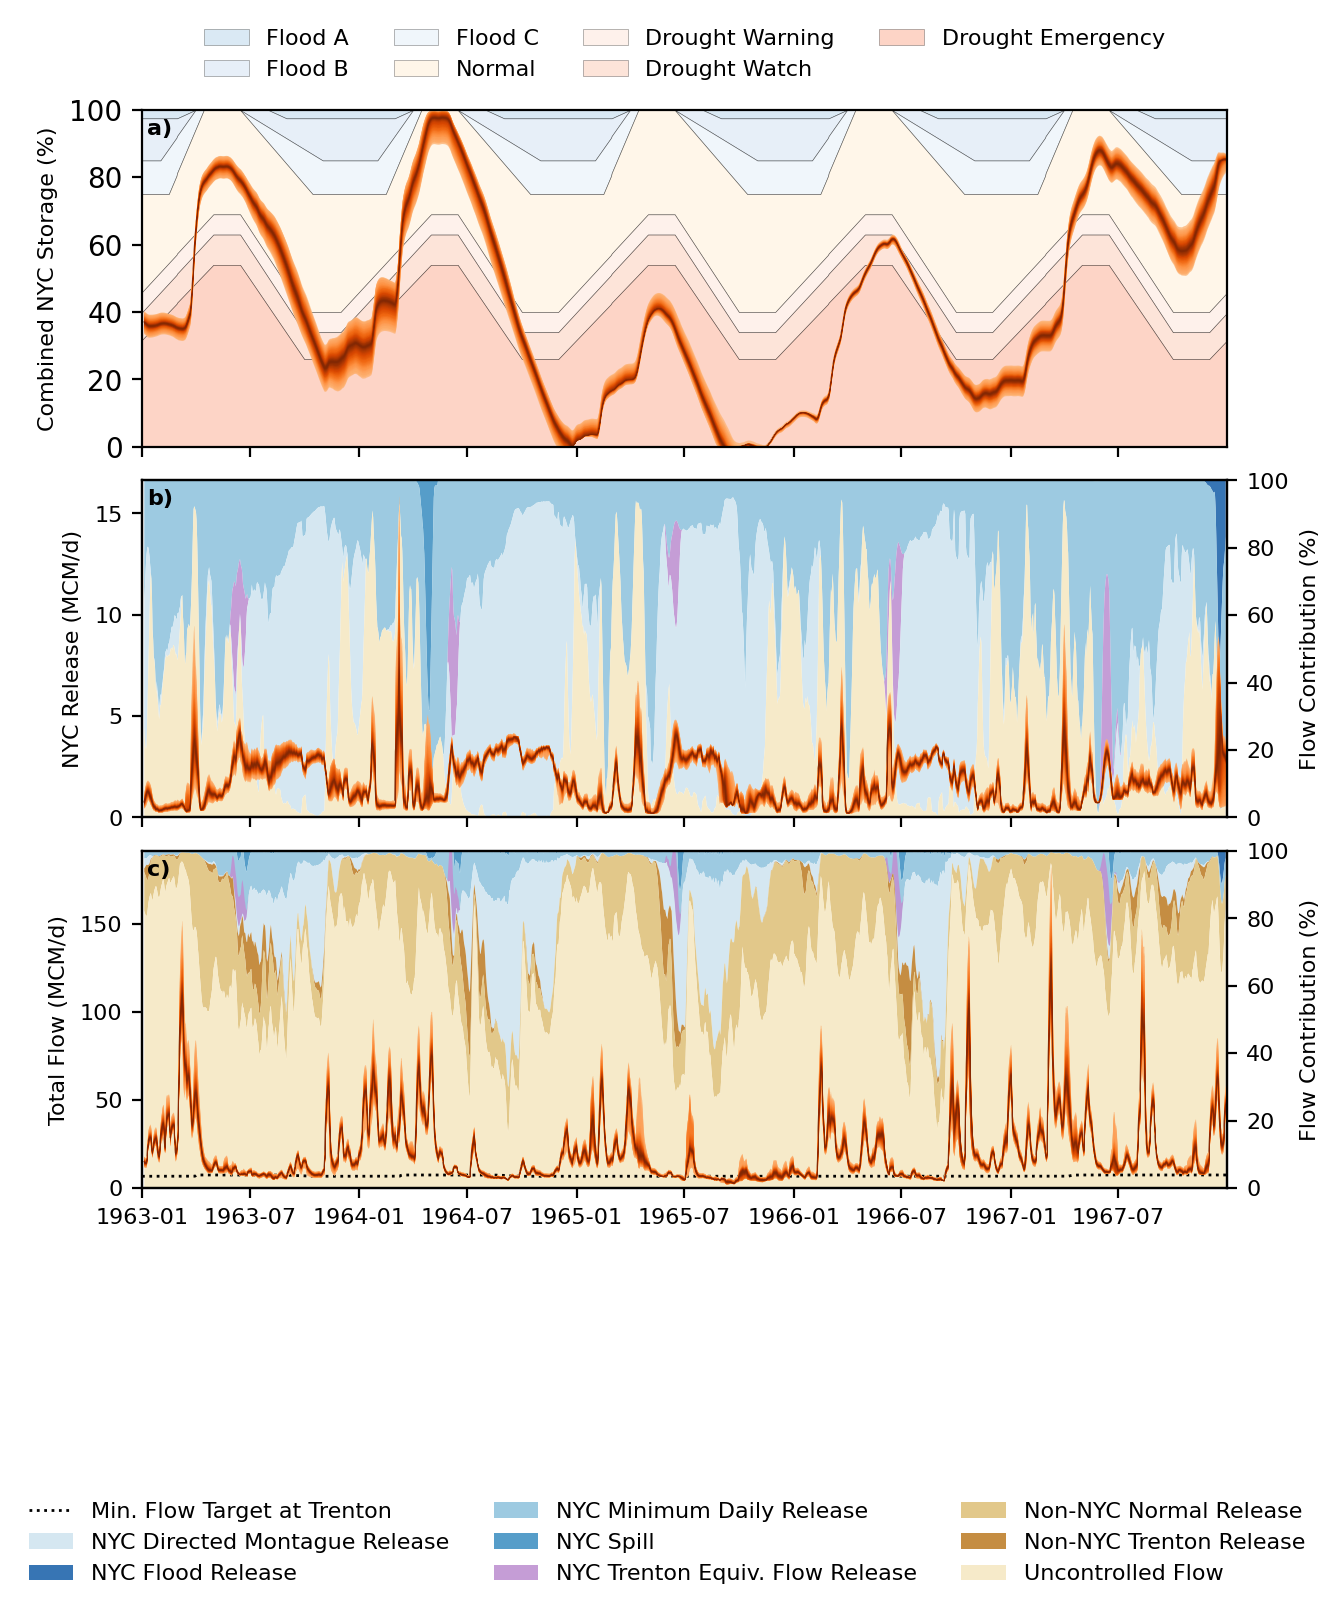 Flood A Flood C Drought Warning Drought Emergency
Flood B Normal Drought Watch
a)
Combined NYC Storage (%)
100
80
60
40
20
0
b)
NYC Release (MCM/d)
15
10
5
0
100
80
60
40
20
0
Flow Contribution (%)
c)
Total Flow (MCM/d)
150
100
50
0
100
80
60
40
20
0
Flow Contribution (%)
1963-01 1963-07 1964-01 1964-07 1965-01 1965-07 1966-01 1966-07 1967-01 1967-07
Min. Flow Target at Trenton NYC Minimum Daily Release Non-NYC Normal Release
NYC Directed Montague Release NYC Spill Non-NYC Trenton Release
NYC Flood Release NYC Trenton Equiv. Flow Release Uncontrolled Flow